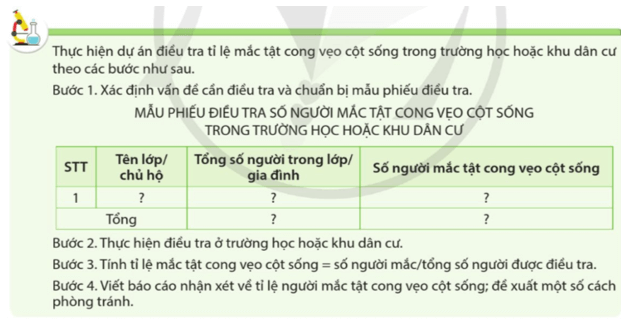 Thực hiện dự án điều tra tỉ lệ mắc tật cong vẹo cột sống trong trường học hoặc khu dân cư
theo các bước như sau.
Bước 1. Xác định vấn đề cần điều tra và chuẩn bị mẫu phiếu điều tra.
MẪU PHIẾU ĐIỀU TRA SỐ NGƯỜI MẮC TẬT CONG VẸO CỘT SỐNG
TRONG TRƯỜNG HỌC HOẶC KHU DÂN CƯ
STT Tên lớp/ chủ hộ Tổng số người trong lớp/ gia đình Số người mắc tật cong vẹo cột sống
1 ? ? ?
Tổng ? ?
Bước 2. Thực hiện điều tra ở trường học hoặc khu dân cư.
Bước 3. Tính tỉ lệ mắc tật cong vẹo cột sống = số người mắc/tổng số người được điều tra.
Bước 4. Viết báo cáo nhận xét về tỉ lệ người mắc tật cong vẹo cột sống; đề xuất một số cách
phòng tránh.